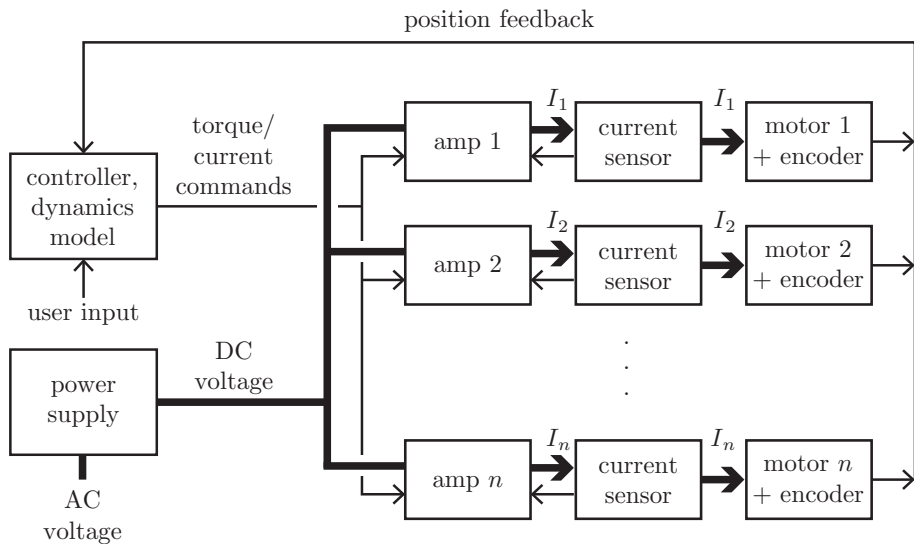 position feedback
torque/
current
commands
controller,
dynamics
model
user input
power
supply
AC
voltage
DC
voltage
amp 1
I₁
current
sensor
I₁
motor 1
+ encoder
amp 2
I₂
current
sensor
I₂
motor 2
+ encoder
.
.
.
amp n
Iₙ
current
sensor
Iₙ
motor n
+ encoder